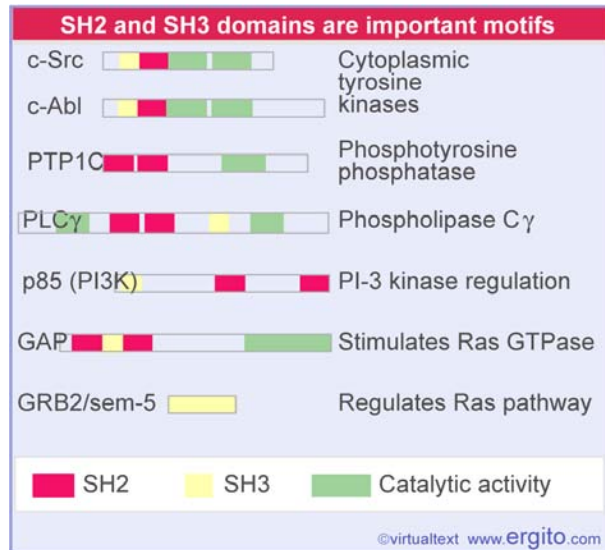 SH2 and SH3 domains are important motifs
c-Src
Cytoplasmic
tyrosine
kinases
c-Abl
PTP1C
Phosphotyrosine
phosphatase
PLCγ
Phospholipase Cγ
p85 (PI3K)
PI-3 kinase regulation
GAP
Stimulates Ras GTPase
GRB2/sem-5
Regulates Ras pathway
SH2 SH3 Catalytic activity
©virtualtext www.ergito.com